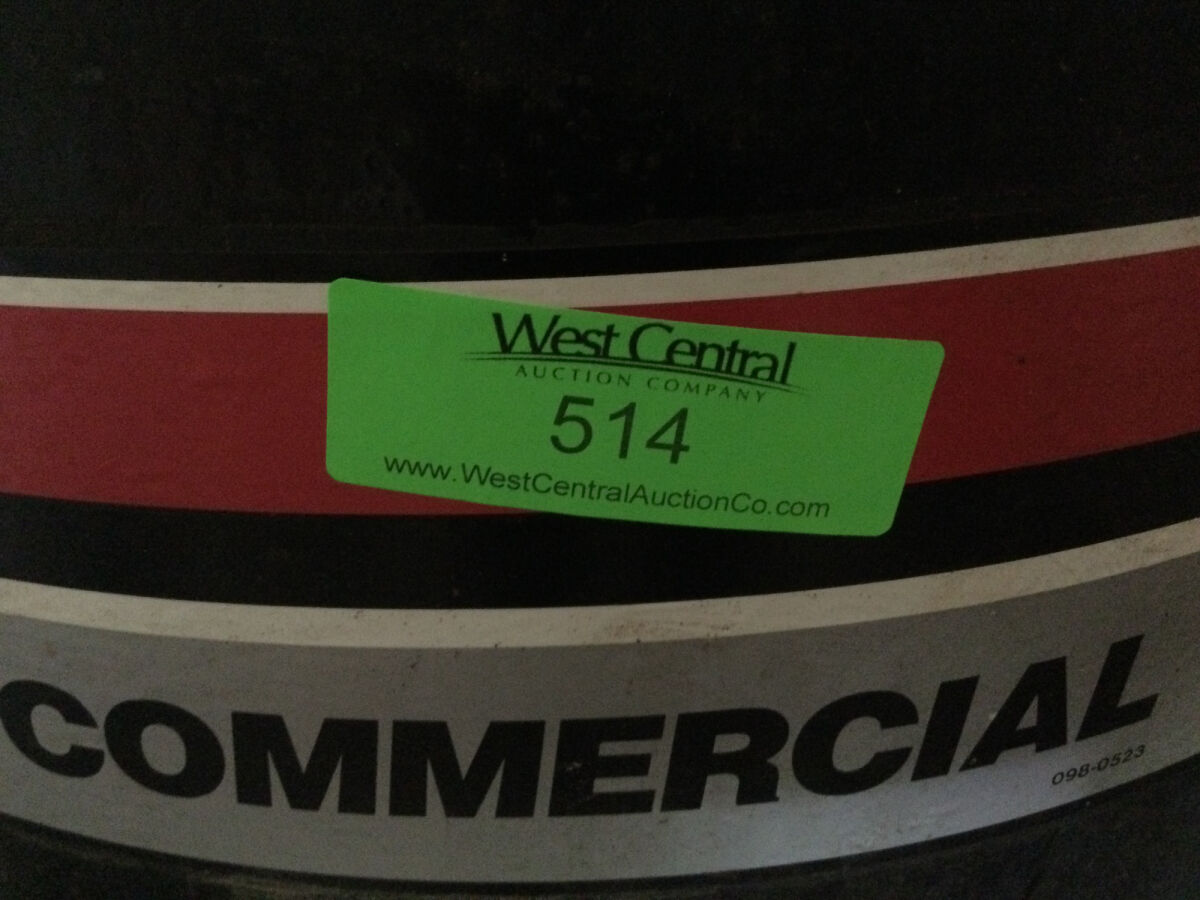 West Central
AUCTION COMPANY
514
www.WestCentralAuctionCo.com
COMMERCIAL
098-0523